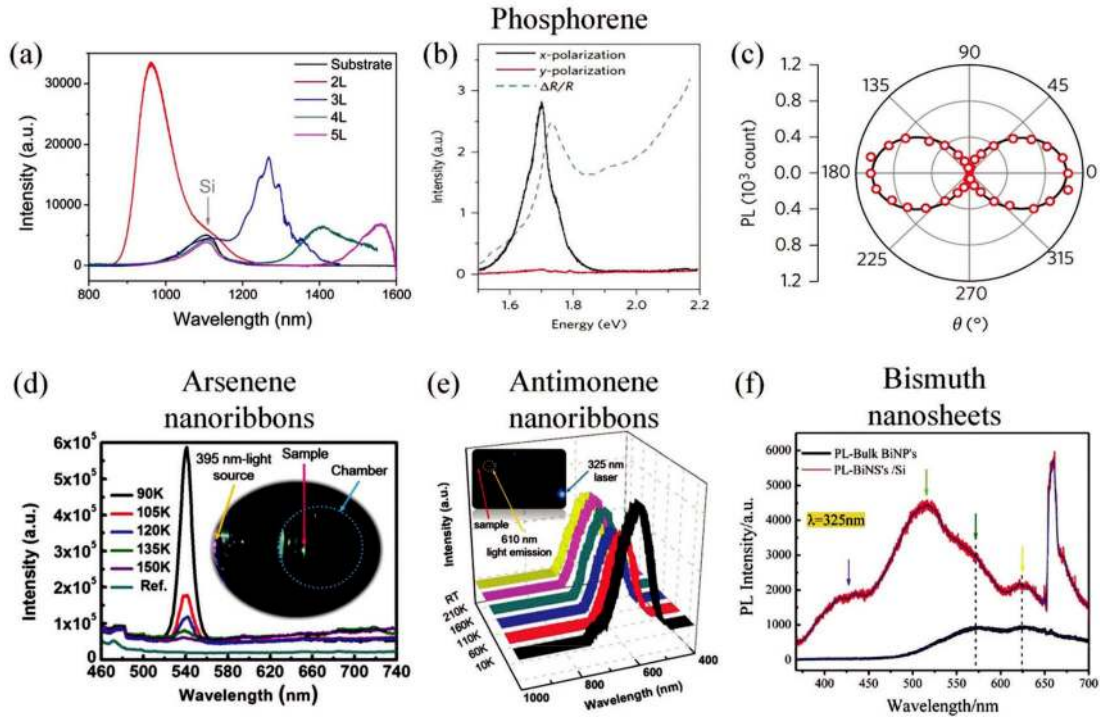 Phosphorene
(a)
Intensity (a.u.)
30000
20000
10000
0
Substrate
2L
3L
4L
5L
Si
800
1000
1200
1400
1600
Wavelength (nm)
(b)
Intensity (a.u.)
3
2
1
0
x-polarization
y-polarization
ΔR/R
1.6
1.8
2.0
2.2
Energy (eV)
(c)
PL (10³ count)
1.2
0.8
0.4
0.0
0.4
0.8
1.2
90
135
45
180
0
225
315
270
θ (°)
(d)
Arsenene
nanoribbons
Intensity (a.u.)
6x10⁵
5x10⁵
4x10⁵
3x10⁵
2x10⁵
1x10⁵
0
395 nm-light
source
Sample
Chamber
90K
105K
120K
135K
150K
Ref.
460
500
540
580
620
660
700
740
Wavelength (nm)
(e)
Antimonene
nanoribbons
Intensity (a.u.)
325 nm
laser
sample
610 nm
light emission
RT
210K
160K
110K
60K
10K
1000
800
600
400
Wavelength (nm)
(f)
Bismuth
nanosheets
PL Intensity/a.u.
6000
5000
4000
3000
2000
1000
0
PL-Bulk BiNP's
PL-BiNS's /Si
λ=325nm
400
450
500
550
600
650
700
Wavelength/nm